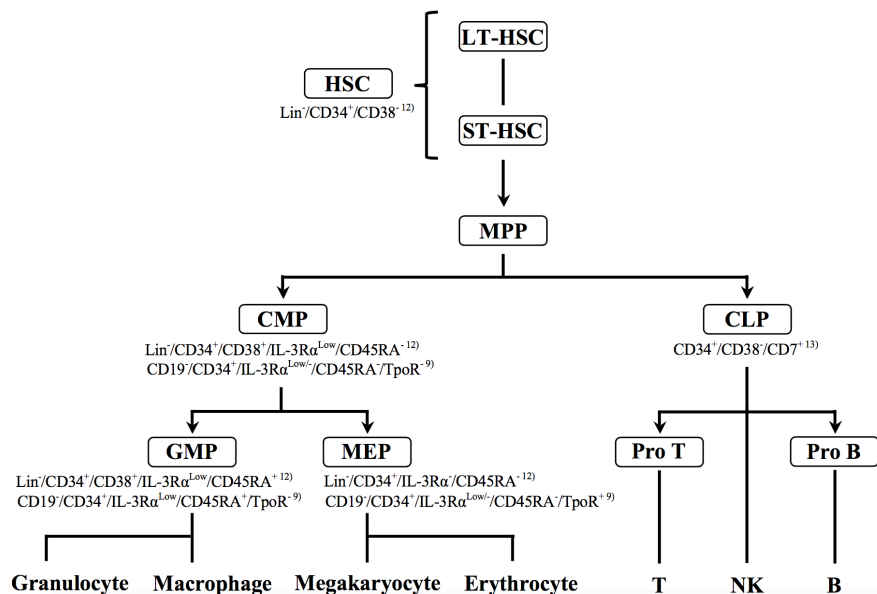 LT-HSC
HSC
Lin⁻/CD34⁺/CD38⁻ ¹²⁾
ST-HSC
MPP
CMP
Lin⁻/CD34⁺/CD38⁺/IL-3Rα^Low/CD45RA⁻ ¹²⁾
CD19⁻/CD34⁺/IL-3Rα^Low/-/CD45RA⁻/TpoR⁻ ⁹⁾
CLP
CD34⁺/CD38⁻/CD7⁺ ¹³⁾
GMP
Lin⁻/CD34⁺/CD38⁺/IL-3Rα^Low/CD45RA⁺ ¹²⁾
CD19⁻/CD34⁺/IL-3Rα^Low/CD45RA⁺/TpoR⁻ ⁹⁾
MEP
Lin⁻/CD34⁺/IL-3Rα⁻/CD45RA⁻ ¹²⁾
CD19⁻/CD34⁺/IL-3Rα^Low/-/CD45RA⁻/TpoR⁺ ⁹⁾
Pro T
Pro B
Granulocyte
Macrophage
Megakaryocyte
Erythrocyte
T
NK
B